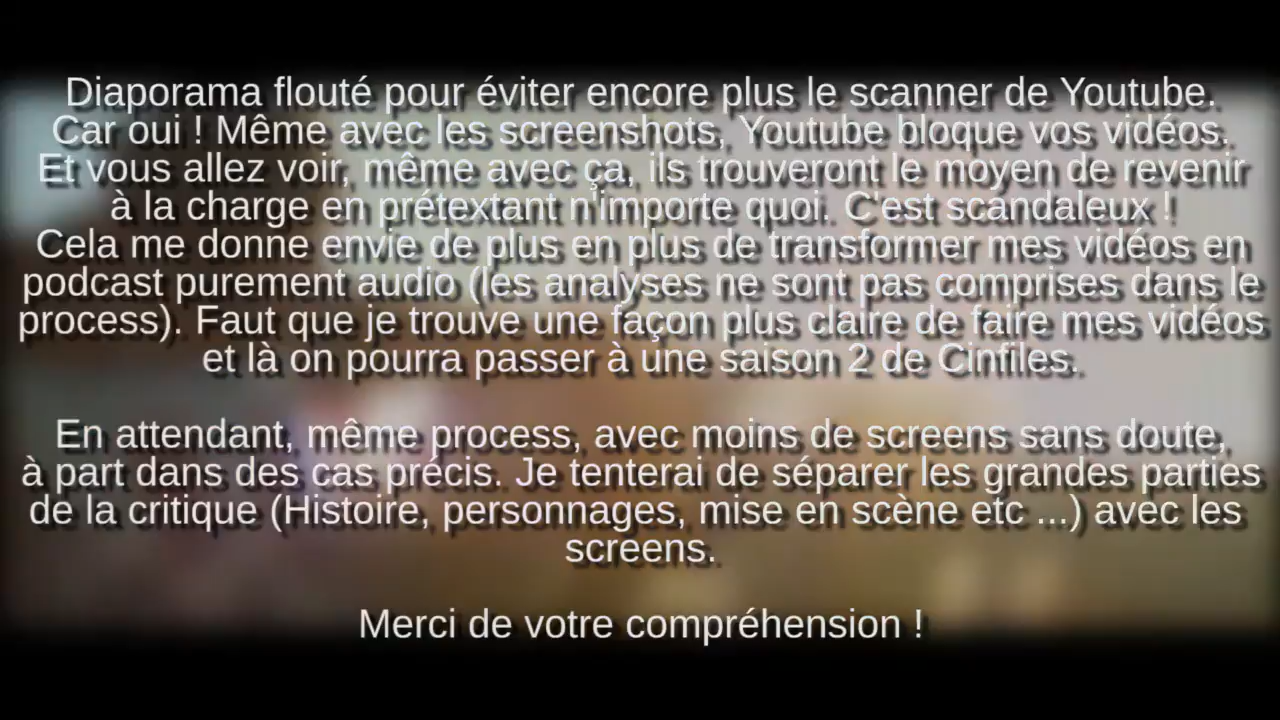 Diaporama flouté pour éviter encore plus le scanner de Youtube.
Car oui ! Même avec les screenshots, Youtube bloque vos vidéos.
Et vous allez voir, même avec ça, ils trouveront le moyen de revenir
à la charge en prétextant n'importe quoi. C'est scandaleux !
Cela me donne envie de plus en plus de transformer mes vidéos en
podcast purement audio (les analyses ne sont pas comprises dans le
process). Faut que je trouve une façon plus claire de faire mes vidéos
et là on pourra passer à une saison 2 de Cinfiles.
En attendant, même process, avec moins de screens sans doute,
à part dans des cas précis. Je tenterai de séparer les grandes parties
de la critique (Histoire, personnages, mise en scène etc ...) avec les
screens.
Merci de votre compréhension !